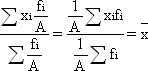 ∑ xi fi/A / ∑ fi/A = 1/A ∑ xifi / 1/A ∑ fi = x̄